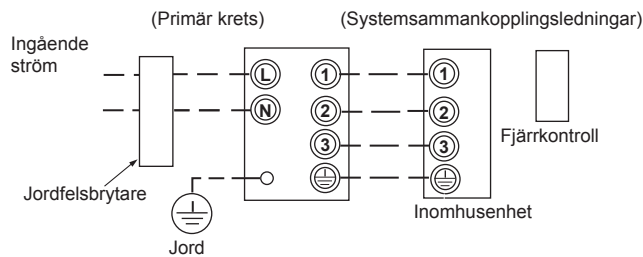 (Primär krets)
(Systemsammankopplingsledningar)
Ingående
ström
L
N
1
2
3
1
2
3
Fjärrkontroll
Jordfelsbrytare
Inomhusenhet
Jord